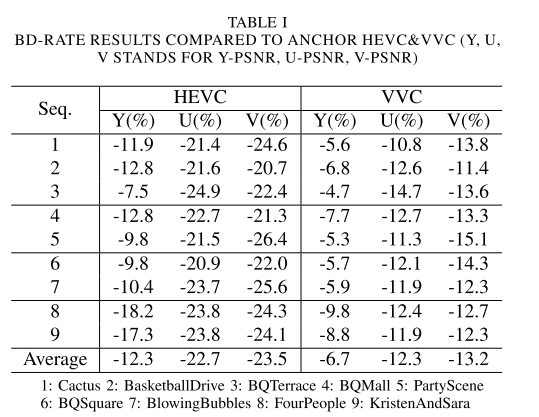 TABLE I
BD-RATE RESULTS COMPARED TO ANCHOR HEVC&VVC (Y, U,
V STANDS FOR Y-PSNR, U-PSNR, V-PSNR)
Seq. HEVC VVC
Y(%) U(%) V(%) Y(%) U(%) V(%)
1 -11.9 -21.4 -24.6 -5.6 -10.8 -13.8
2 -12.8 -21.6 -20.7 -6.8 -12.6 -11.4
3 -7.5 -24.9 -22.4 -4.7 -14.7 -13.6
4 -12.8 -22.7 -21.3 -7.7 -12.7 -13.3
5 -9.8 -21.5 -26.4 -5.3 -11.3 -15.1
6 -9.8 -20.9 -22.0 -5.7 -12.1 -14.3
7 -10.4 -23.7 -25.6 -5.9 -11.9 -12.3
8 -18.2 -23.8 -24.3 -9.8 -12.4 -12.7
9 -17.3 -23.8 -24.1 -8.8 -11.9 -12.3
Average -12.3 -22.7 -23.5 -6.7 -12.3 -13.2
1: Cactus 2: BasketballDrive 3: BQTerrace 4: BQMall 5: PartyScene
6: BQSquare 7: BlowingBubbles 8: FourPeople 9: KristenAndSara